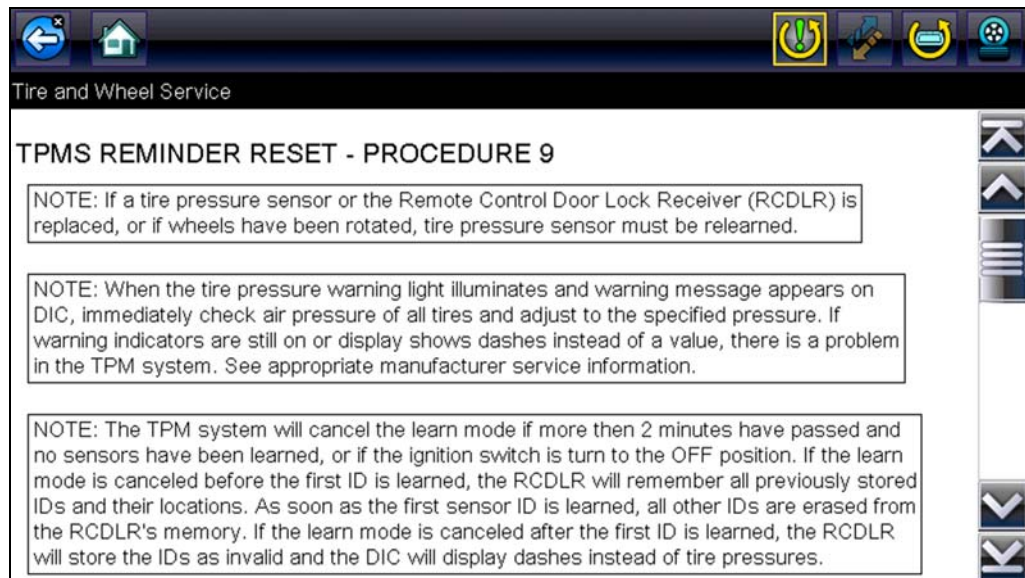 Tire and Wheel Service
TPMS REMINDER RESET - PROCEDURE 9
NOTE: If a tire pressure sensor or the Remote Control Door Lock Receiver (RCDLR) is
replaced, or if wheels have been rotated, tire pressure sensor must be relearned.
NOTE: When the tire pressure warning light illuminates and warning message appears on
DIC, immediately check air pressure of all tires and adjust to the specified pressure. If
warning indicators are still on or display shows dashes instead of a value, there is a problem
in the TPM system. See appropriate manufacturer service information.
NOTE: The TPM system will cancel the learn mode if more then 2 minutes have passed and
no sensors have been learned, or if the ignition switch is turn to the OFF position. If the learn
mode is canceled before the first ID is learned, the RCDLR will remember all previously stored
IDs and their locations. As soon as the first sensor ID is learned, all other IDs are erased from
the RCDLR's memory. If the learn mode is canceled after the first ID is learned, the RCDLR
will store the IDs as invalid and the DIC will display dashes instead of tire pressures.